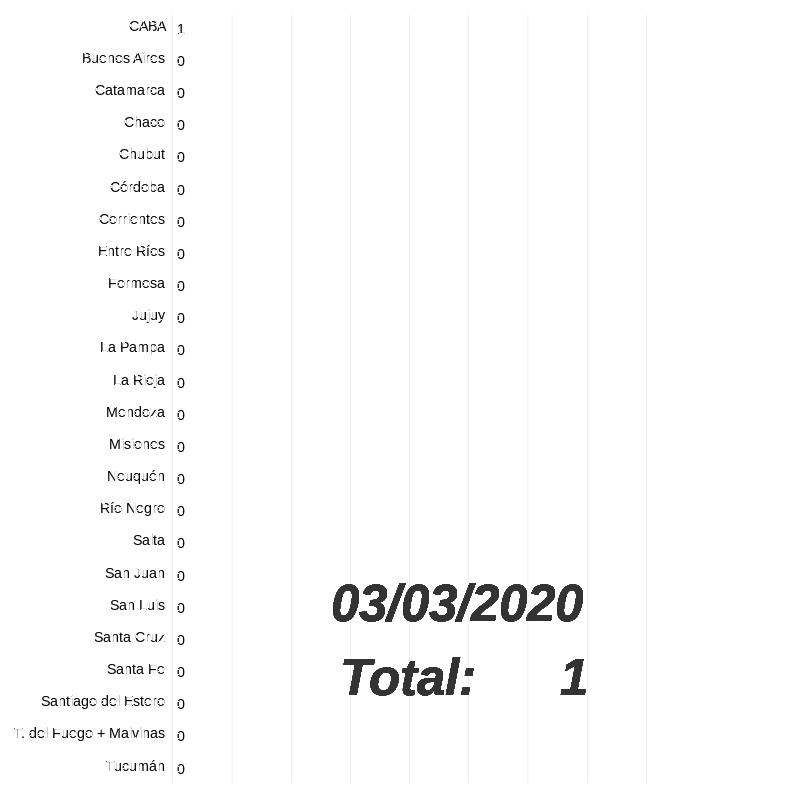 CABA 1
Buenos Aires 0
Catamarca 0
Chaco 0
Chubut 0
Córdoba 0
Corrientes 0
Entre Ríos 0
Formosa 0
Jujuy 0
La Pampa 0
La Rioja 0
Mendoza 0
Misiones 0
Neuquén 0
Río Negro 0
Salta 0
San Juan 0
San Luis 0
Santa Cruz 0
Santa Fe 0
Santiago del Estero 0
T. del Fuego + Malvinas 0
Tucumán 0
03/03/2020
Total: 1